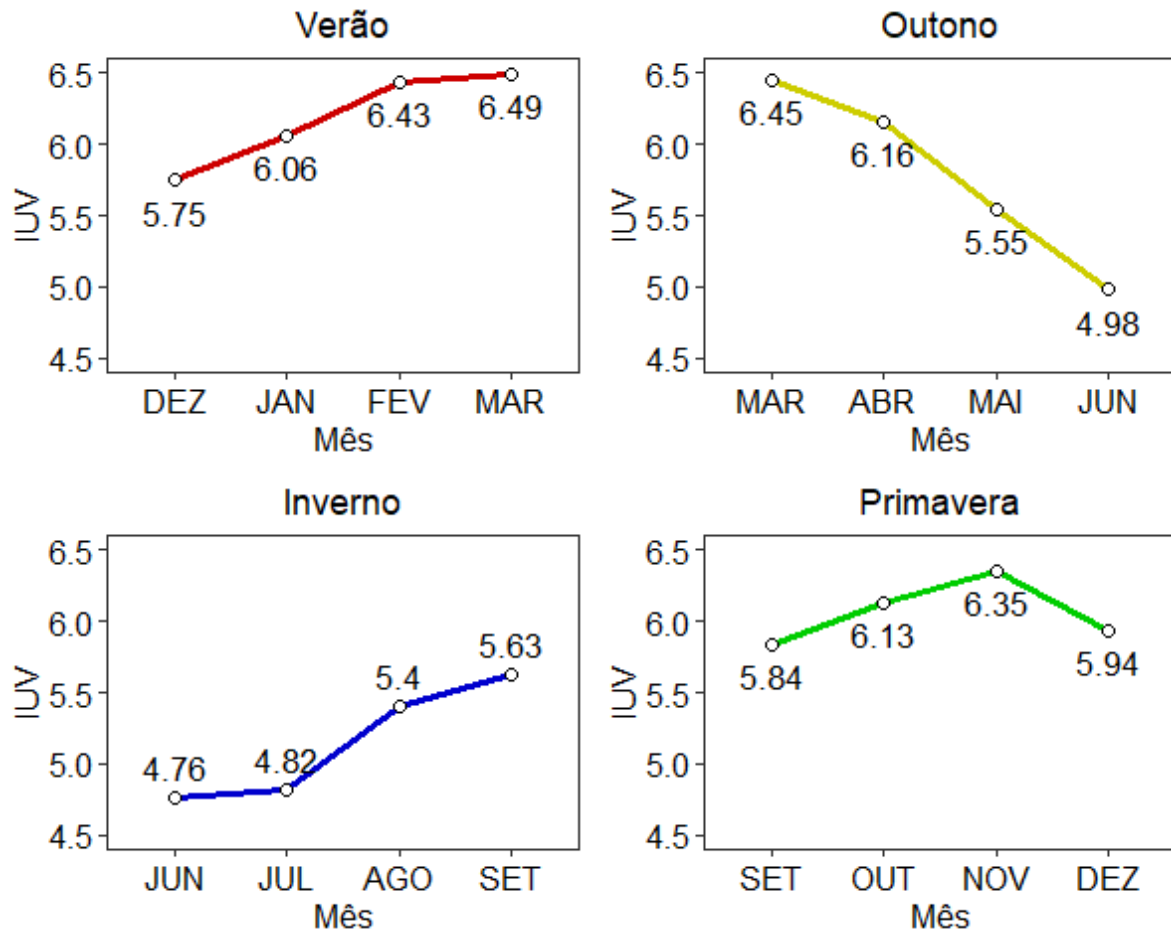 Verão
6.5
6.0
5.5
5.0
4.5
IUV
5.75
6.06
6.43
6.49
DEZ JAN FEV MAR
Mês
Outono
6.5
6.0
5.5
5.0
4.5
IUV
6.45
6.16
5.55
4.98
MAR ABR MAI JUN
Mês
Inverno
6.5
6.0
5.5
5.0
4.5
IUV
4.76
4.82
5.4
5.63
JUN JUL AGO SET
Mês
Primavera
6.5
6.0
5.5
5.0
4.5
IUV
5.84
6.13
6.35
5.94
SET OUT NOV DEZ
Mês